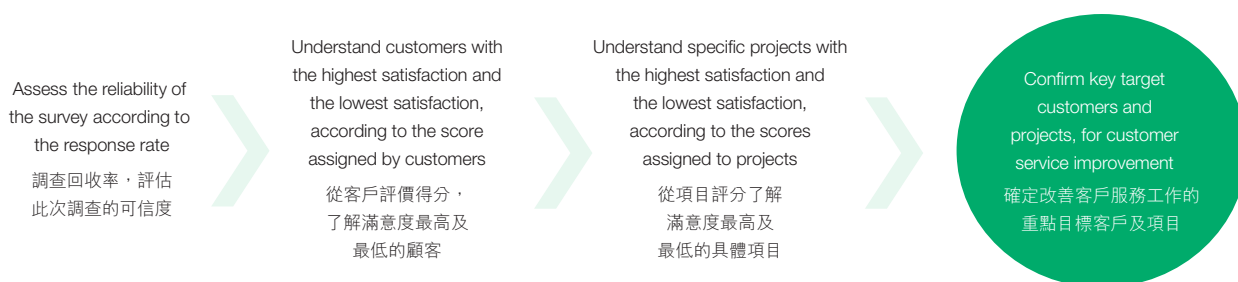 Assess the reliability of
the survey according to
the response rate
調查回收率，評估
此次調查的可信度
Understand customers with
the highest satisfaction and
the lowest satisfaction,
according to the score
assigned by customers
從客戶評價得分，
了解滿意度最高及
最低的顧客
Understand specific projects with
the highest satisfaction and
the lowest satisfaction,
according to the scores
assigned to projects
從項目評分了解
滿意度最高及
最低的具體項目
Confirm key target
customers and
projects, for customer
service improvement
確定改善客戶服務工作的
重點目標客戶及項目